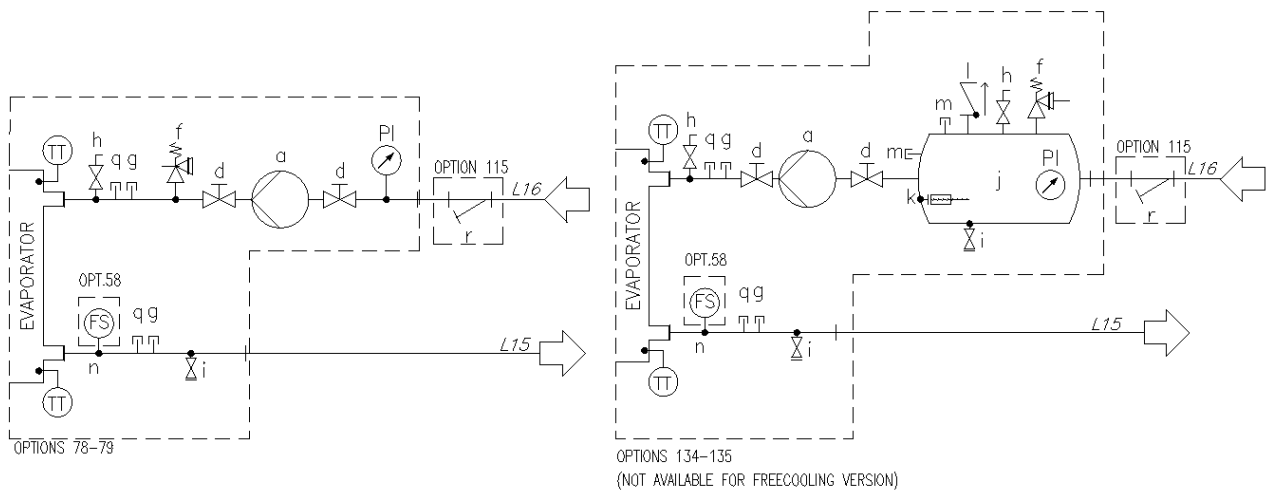 TT
h
q g
f
d
a
d
PI
OPTION 115
L16
r
EVAPORATOR
OPT.58
FS
n
q g
i
L15
TT
OPTIONS 78-79
TT
h
q g
d
a
d
m
l
h
f
m
k
j
PI
i
OPTION 115
L16
r
EVAPORATOR
OPT.58
FS
n
q g
i
L15
TT
OPTIONS 134-135
(NOT AVAILABLE FOR FREECOOLING VERSION)